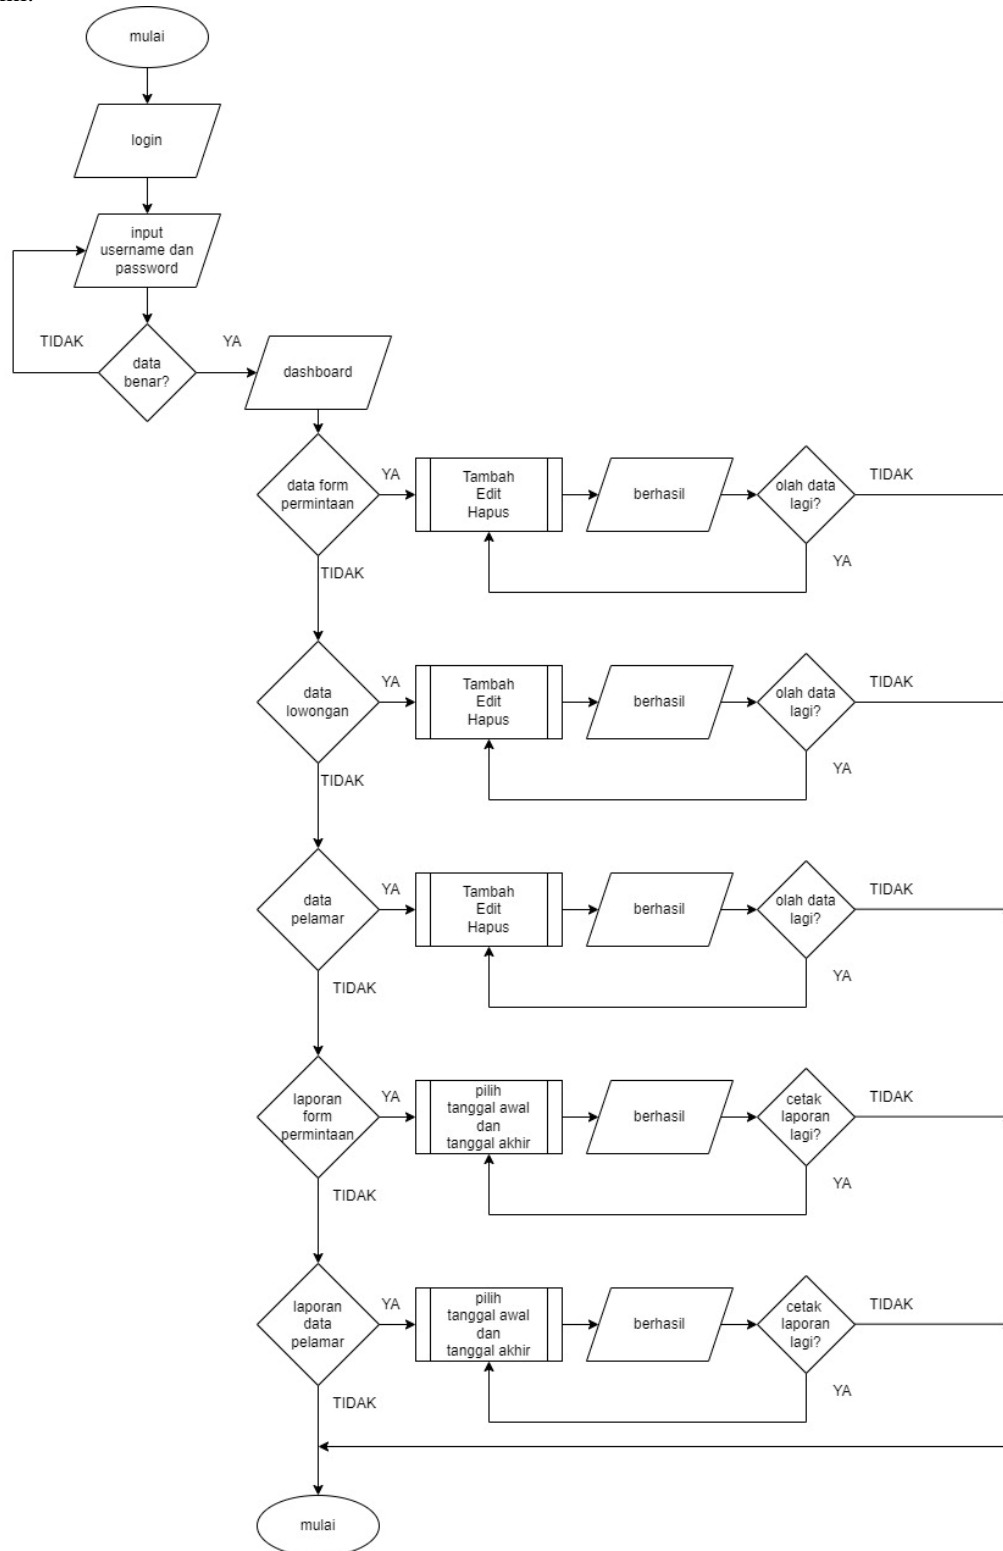 mulai
login
input
username dan
password
TIDAK
YA
data
benar?
dashboard
data form
permintaan
YA
Tambah
Edit
Hapus
berhasil
olah data
lagi?
TIDAK
YA
TIDAK
data
lowongan
YA
Tambah
Edit
Hapus
berhasil
olah data
lagi?
TIDAK
YA
TIDAK
data
pelamar
YA
Tambah
Edit
Hapus
berhasil
olah data
lagi?
TIDAK
YA
TIDAK
laporan
form
permintaan
YA
pilih
tanggal awal
dan
tanggal akhir
berhasil
cetak
laporan
lagi?
TIDAK
YA
TIDAK
laporan
data
pelamar
YA
pilih
tanggal awal
dan
tanggal akhir
berhasil
cetak
laporan
lagi?
TIDAK
YA
TIDAK
mulai